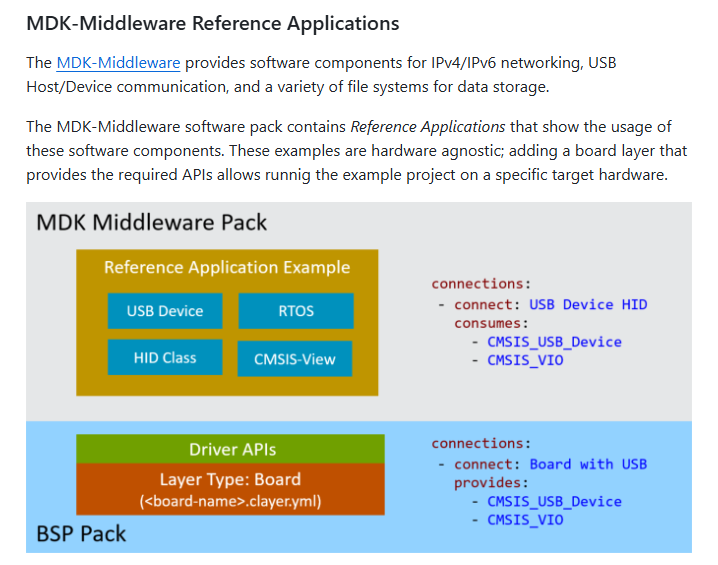 MDK-Middleware Reference Applications
The MDK-Middleware provides software components for IPv4/IPv6 networking, USB
Host/Device communication, and a variety of file systems for data storage.
The MDK-Middleware software pack contains Reference Applications that show the usage of
these software components. These examples are hardware agnostic; adding a board layer that
provides the required APIs allows runnig the example project on a specific target hardware.
MDK Middleware Pack
Reference Application Example
USB Device
RTOS
HID Class
CMSIS-View
connections:
- connect: USB Device HID
consumes:
- CMSIS_USB_Device
- CMSIS_VIO
Driver APIs
Layer Type: Board
(<board-name>.clayer.yml)
BSP Pack
connections:
- connect: Board with USB
provides:
- CMSIS_USB_Device
- CMSIS_VIO